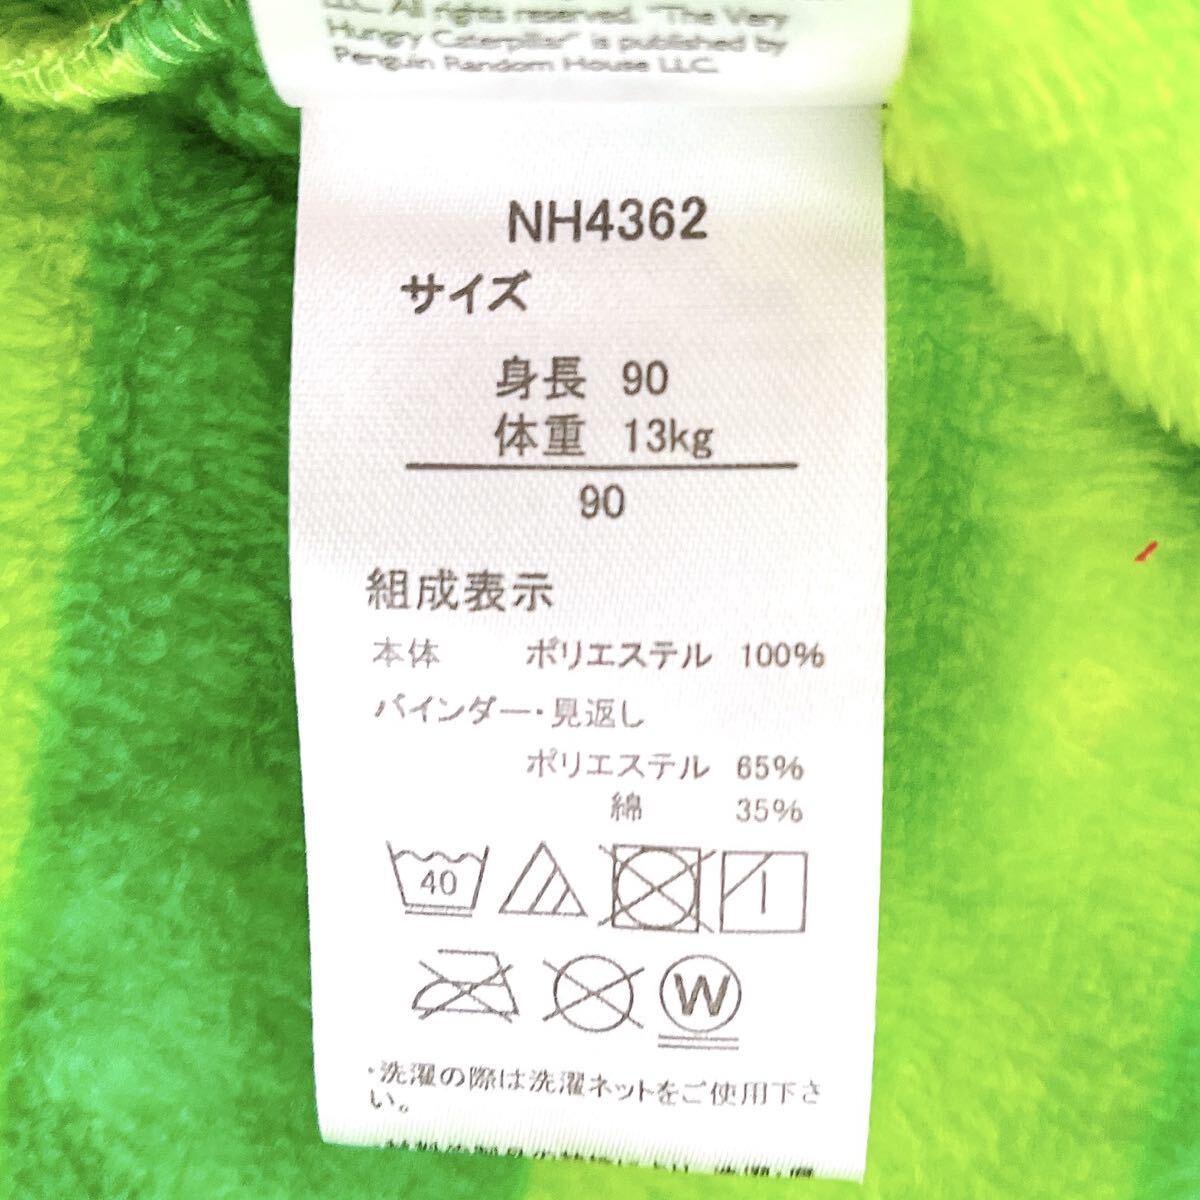 LLC. All rights reserved. "The Very
Hungry Caterpillar" is published by
Penguin Random House LLC.
NH4362
サイズ
身長 90
体重 13kg
90
組成表示
本体 ポリエステル 100%
バインダー・見返し
ポリエステル 65%
綿 35%
40
W
・洗濯の際は洗濯ネットをご使用下さ
い。